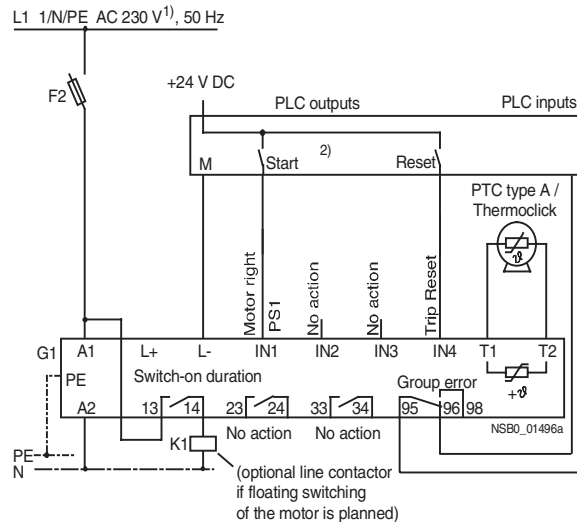 L1 1/N/PE AC 230 V1), 50 Hz
F2
+24 V DC
PLC outputs
PLC inputs
M
Start
2)
Reset
PTC type A /
Thermoclick
ϑ
Motor right
PS1
No action
No action
Trip Reset
G1
A1
L+
L-
IN1
IN2
IN3
IN4
T1
T2
PE
Switch-on duration
Group error
+ϑ
A2
13
14
23
24
33
34
95
96
98
NSB0_01496a
K1
No action
No action
PE
N
(optional line contactor
if floating switching
of the motor is planned)